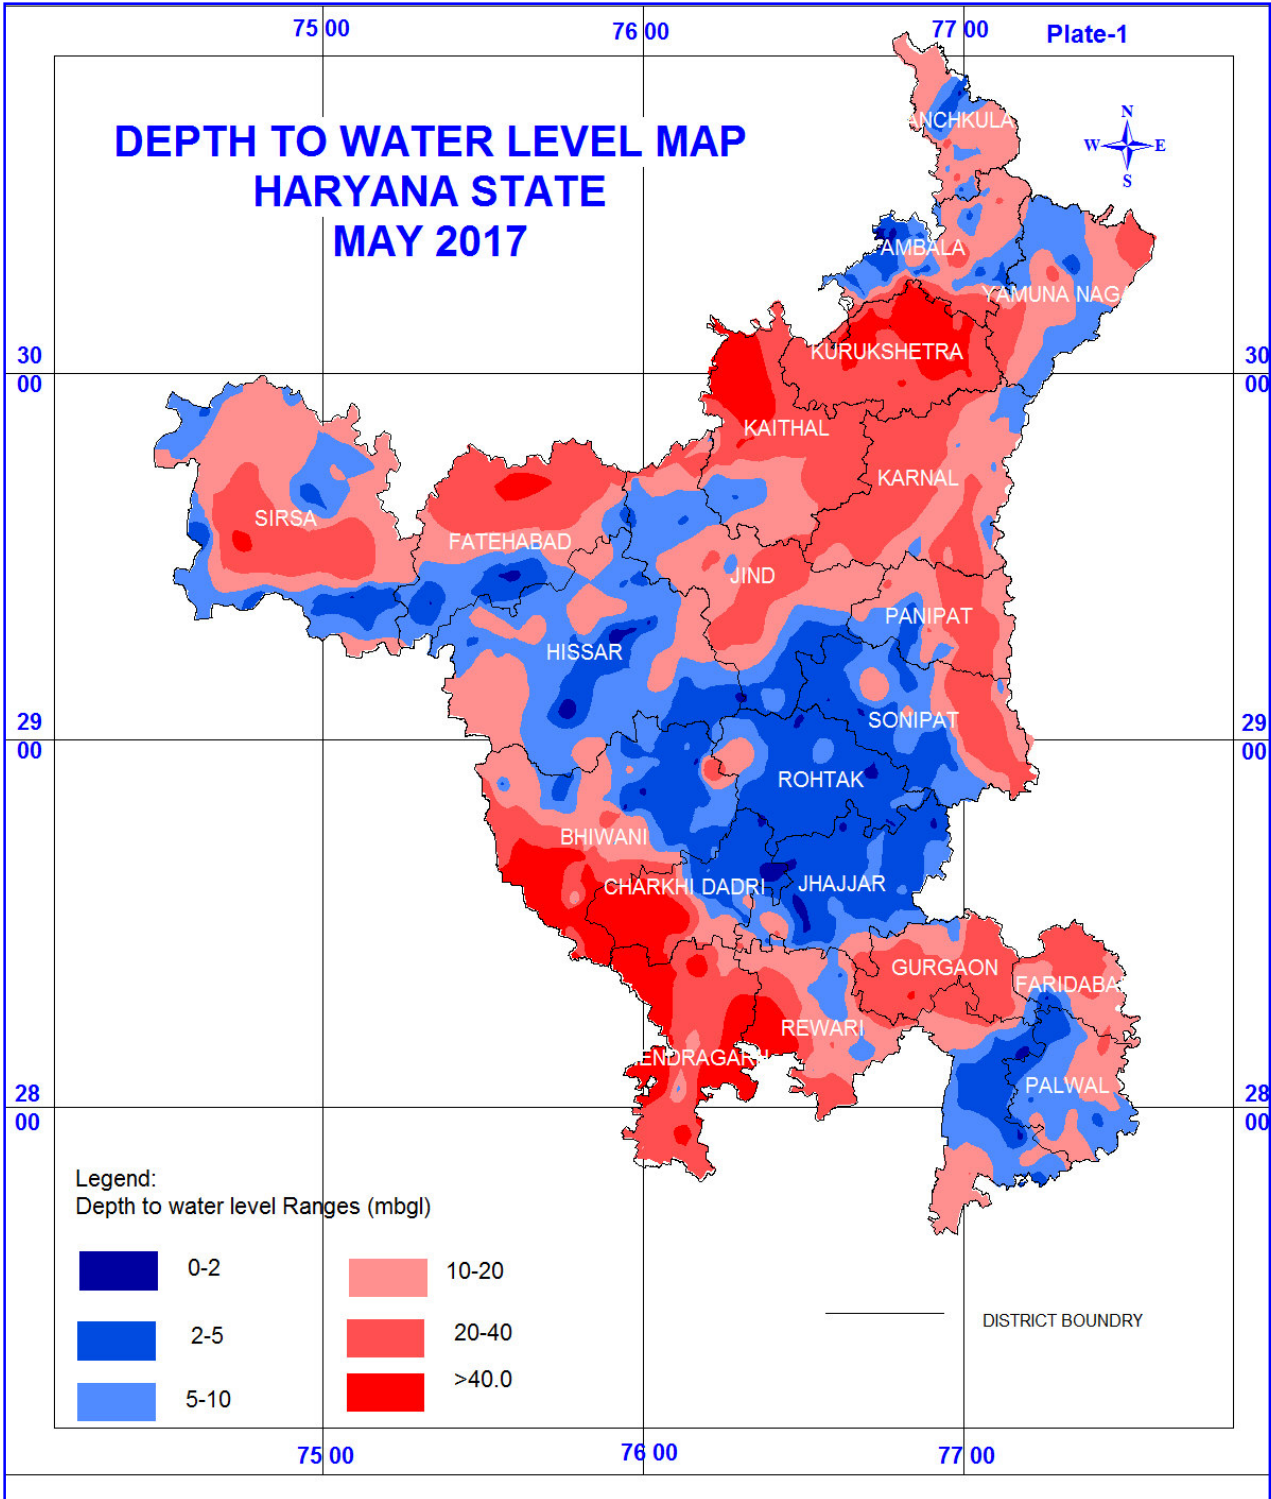 75 00
76 00
77 00
Plate-1
DEPTH TO WATER LEVEL MAP
HARYANA STATE
MAY 2017
N
W
E
S
ANCHKULA
AMBALA
YAMUNA NAGA
30
00
KURUKSHETRA
30
00
KAITHAL
KARNAL
SIRSA
FATEHABAD
JIND
PANIPAT
HISSAR
29
00
SONIPAT
29
00
ROHTAK
BHIWANI
CHARKHI DADRI
JHAJJAR
GURGAON
FARIDABA
REWARI
ENDRAGARH
PALWAL
28
00
28
00
Legend:
Depth to water level Ranges (mbgl)
0-2
10-20
2-5
20-40
5-10
>40.0
DISTRICT BOUNDRY
75 00
76 00
77 00